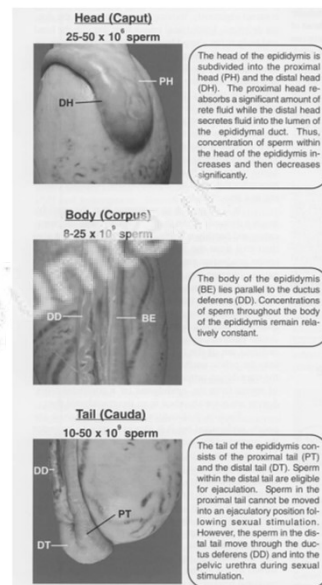 Head (Caput)
25-50 x 10⁶ sperm
PH
DH
The head of the epididymis is
subdivided into the proximal
head (PH) and the distal head
(DH). The proximal head re-
absorbs a significant amount of
rete fluid while the distal head
secretes fluid into the lumen of
the epididymal duct. Thus,
concentration of sperm within
the head of the epididymis in-
creases and then decreases
significantly.
Body (Corpus)
8-25 x 10⁹ sperm
DD
BE
The body of the epididymis
(BE) lies parallel to the ductus
deferens (DD). Concentrations
of sperm throughout the body
of the epididymis remain rela-
tively constant.
Tail (Cauda)
10-50 x 10⁹ sperm
DD
PT
DT
The tail of the epididymis con-
sists of the proximal tail (PT)
and the distal tail (DT). Sperm
within the distal tail are eligible
for ejaculation. Sperm in the
proximal tail cannot be moved
into an ejaculatory position fol-
lowing sexual stimulation.
However, the sperm in the dis-
tal tail move through the duc-
tus deferens (DD) and into the
pelvic urethra during sexual
stimulation.